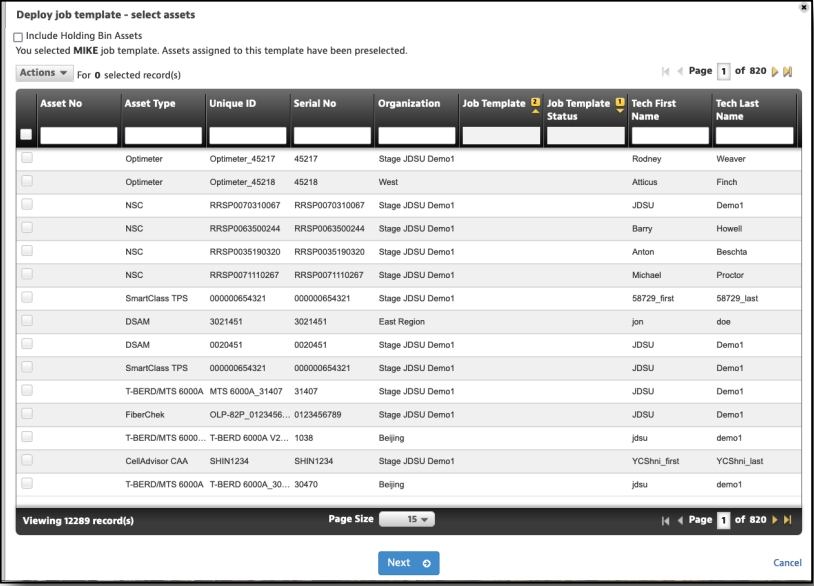 Deploy job template - select assets
Include Holding Bin Assets
You selected MIKE job template. Assets assigned to this template have been preselected.
Actions For 0 selected record(s) Page 1 of 820
Asset No Asset Type Unique ID Serial No Organization Job Template 2 Job Template Status 1 Tech First Name Tech Last Name
Optimeter Optimeter_45217 45217 Stage JDSU Demo1 Rodney Weaver
Optimeter Optimeter_45218 45218 West Atticus Finch
NSC RRSP0070310067 RRSP0070310067 Stage JDSU Demo1 JDSU Demo1
NSC RRSP0063500244 RRSP0063500244 Stage JDSU Demo1 Barry Howell
NSC RRSP0035190320 RRSP0035190320 Stage JDSU Demo1 Anton Beschta
NSC RRSP0071110267 RRSP0071110267 Stage JDSU Demo1 Michael Proctor
SmartClass TPS 000000654321 000000654321 Stage JDSU Demo1 58729_first 58729_last
DSAM 3021451 3021451 East Region jon doe
DSAM 0020451 0020451 Stage JDSU Demo1 JDSU Demo1
SmartClass TPS 000000654321 000000654321 Stage JDSU Demo1 JDSU Demo1
T-BERD/MTS 6000A MTS 6000A_31407 31407 Stage JDSU Demo1 JDSU Demo1
FiberChek OLP-82P_0123456... 0123456789 Stage JDSU Demo1 JDSU Demo1
T-BERD/MTS 6000... T-BERD 6000A V2... 1038 Beijing jdsu demo1
CellAdvisor CAA SHIN1234 SHIN1234 Stage JDSU Demo1 YCShni_first YCShni_last
T-BERD/MTS 6000A T-BERD 6000A_30... 30470 Beijing jdsu demo1
Viewing 12289 record(s) Page Size 15 Page 1 of 820
Next Cancel